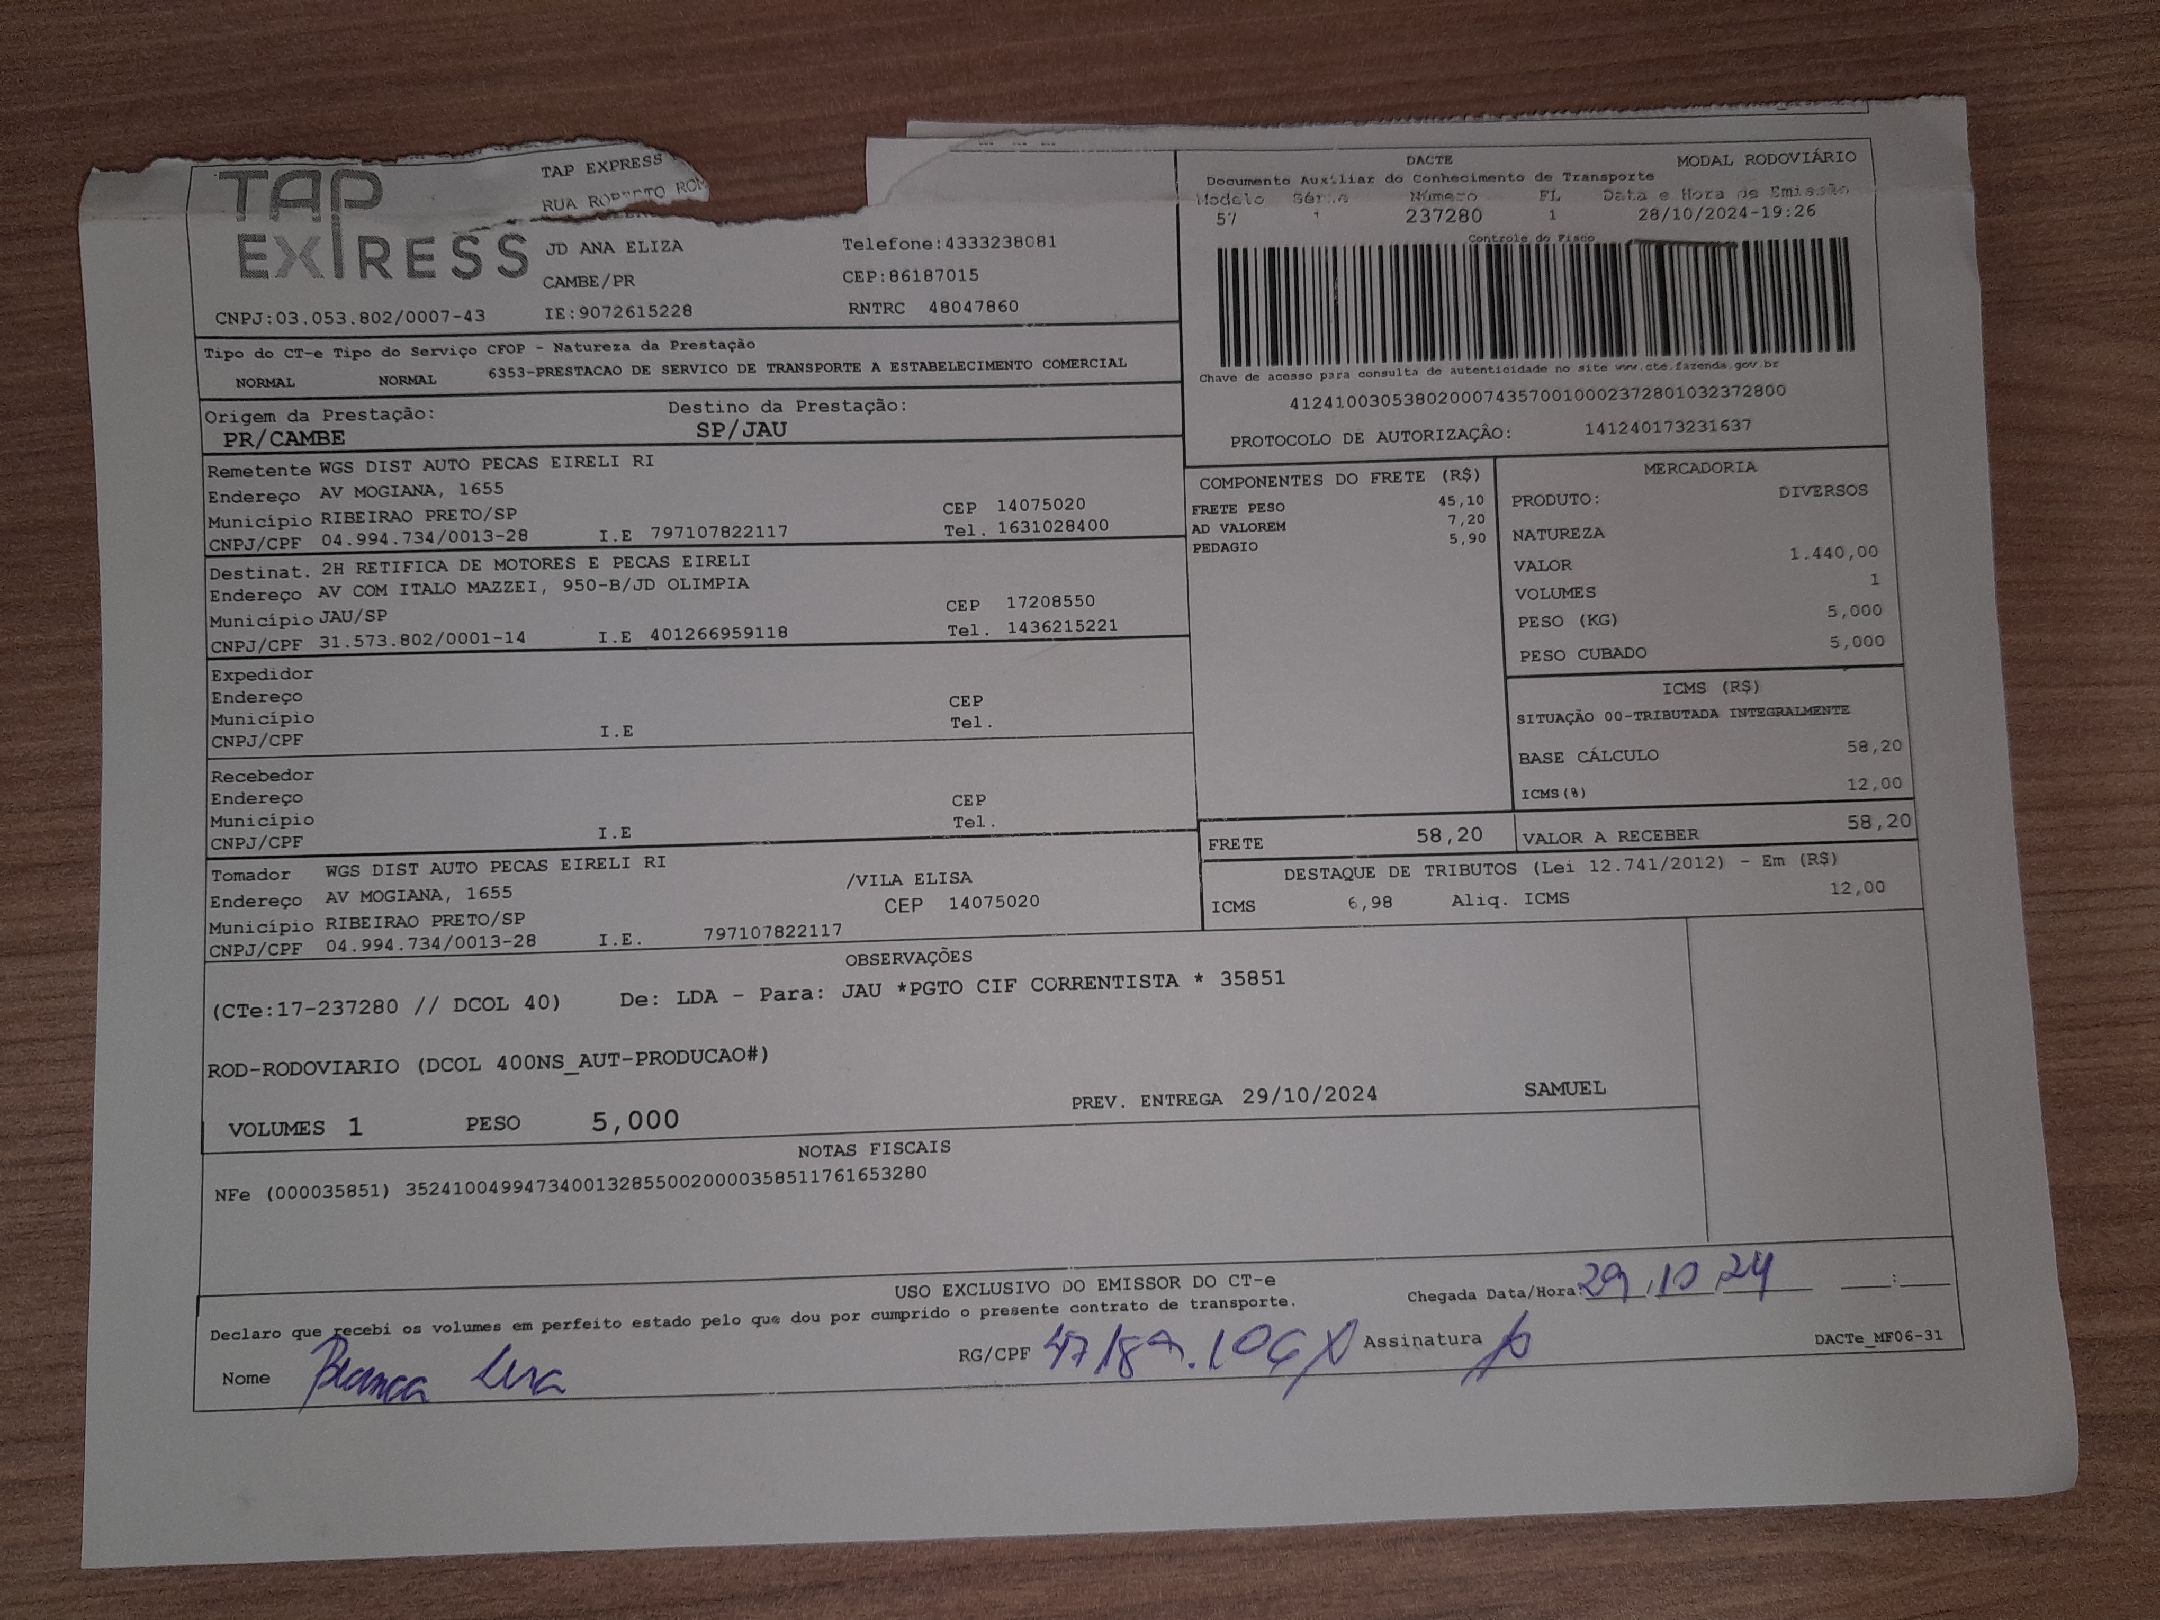 TAP EXPRESS
TAP EXPRESS
JD ANA ELIZA Telefone:4333238081
CAMBE/PR CEP:86187015
CNPJ:03.053.802/0007-43 IE:9072615228 RNTRC 48047860
DACTE MODAL RODOVIÁRIO
Documento Auxiliar do Conhecimento de Transporte
Modelo Série Número FL Data e Hora de Emissão
57 1 237280 1 28/10/2024-19:26
Controle do Fisco
Chave de acesso para consulta de autenticidade no site www.cte.fazenda.gov.br
41241003053802000743570010002372801032372800
PROTOCOLO DE AUTORIZAÇÃO: 141240173231637
Tipo do CT-e Tipo do Serviço CFOP - Natureza da Prestação
NORMAL NORMAL 6353-PRESTACAO DE SERVICO DE TRANSPORTE A ESTABELECIMENTO COMERCIAL
Origem da Prestação: Destino da Prestação:
PR/CAMBE SP/JAU
Remetente WGS DIST AUTO PECAS EIRELI RI
Endereço AV MOGIANA, 1655
Município RIBEIRAO PRETO/SP CEP 14075020
CNPJ/CPF 04.994.734/0013-28 I.E 797107822117 Tel. 1631028400
Destinat. 2H RETIFICA DE MOTORES E PECAS EIRELI
Endereço AV COM ITALO MAZZEI, 950-B/JD OLIMPIA
Município JAU/SP CEP 17208550
CNPJ/CPF 31.573.802/0001-14 I.E 401266959118 Tel. 1436215221
Expedidor
Endereço
Município CEP
CNPJ/CPF I.E Tel.
Recebedor
Endereço
Município CEP
CNPJ/CPF I.E Tel.
Tomador WGS DIST AUTO PECAS EIRELI RI
Endereço AV MOGIANA, 1655 /VILA ELISA
Município RIBEIRAO PRETO/SP CEP 14075020
CNPJ/CPF 04.994.734/0013-28 I.E. 797107822117
COMPONENTES DO FRETE (R$)
FRETE PESO 45,10
AD VALOREM 7,20
PEDAGIO 5,90
MERCADORIA
PRODUTO: DIVERSOS
NATUREZA
VALOR 1.440,00
VOLUMES 1
PESO (KG) 5,000
PESO CUBADO 5,000
ICMS (R$)
SITUAÇÃO 00-TRIBUTADA INTEGRALMENTE
BASE CÁLCULO 58,20
ICMS(%) 12,00
FRETE 58,20 VALOR A RECEBER 58,20
DESTAQUE DE TRIBUTOS (Lei 12.741/2012) - Em (R$)
ICMS 6,98 Aliq. ICMS 12,00
OBSERVAÇÕES
(CTe:17-237280 // DCOL 40) De: LDA - Para: JAU *PGTO CIF CORRENTISTA * 35851
ROD-RODOVIARIO (DCOL 400NS_AUT-PRODUCAO#)
VOLUMES 1 PESO 5,000 PREV. ENTREGA 29/10/2024 SAMUEL
NOTAS FISCAIS
NFe (000035851) 35241004994734001328550020000358511761653280
USO EXCLUSIVO DO EMISSOR DO CT-e
Declaro que recebi os volumes em perfeito estado pelo que dou por cumprido o presente contrato de transporte. Chegada Data/Hora: 29 10 24 :
Nome Bianca RG/CPF Assinatura DACTe_MF06-31